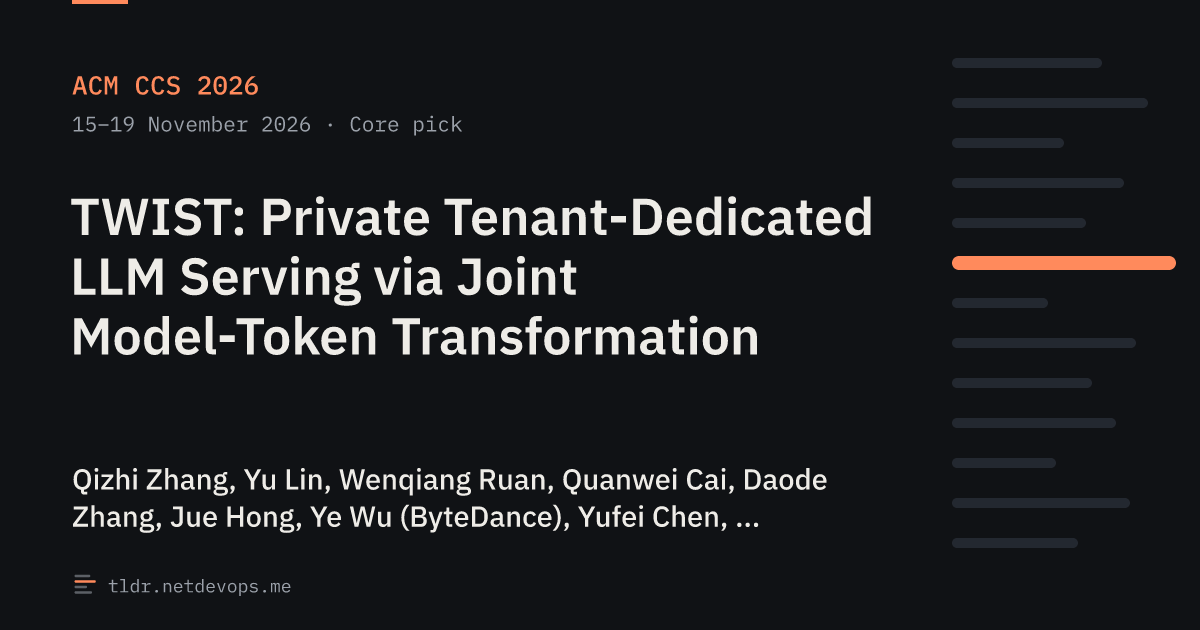 ACM CCS 2026
15–19 November 2026 · Core pick
TWIST: Private Tenant-Dedicated
LLM Serving via Joint
Model-Token Transformation
Qizhi Zhang, Yu Lin, Wenqiang Ruan, Quanwei Cai, Daode
Zhang, Jue Hong, Ye Wu (ByteDance), Yufei Chen, ...
tldr.netdevops.me